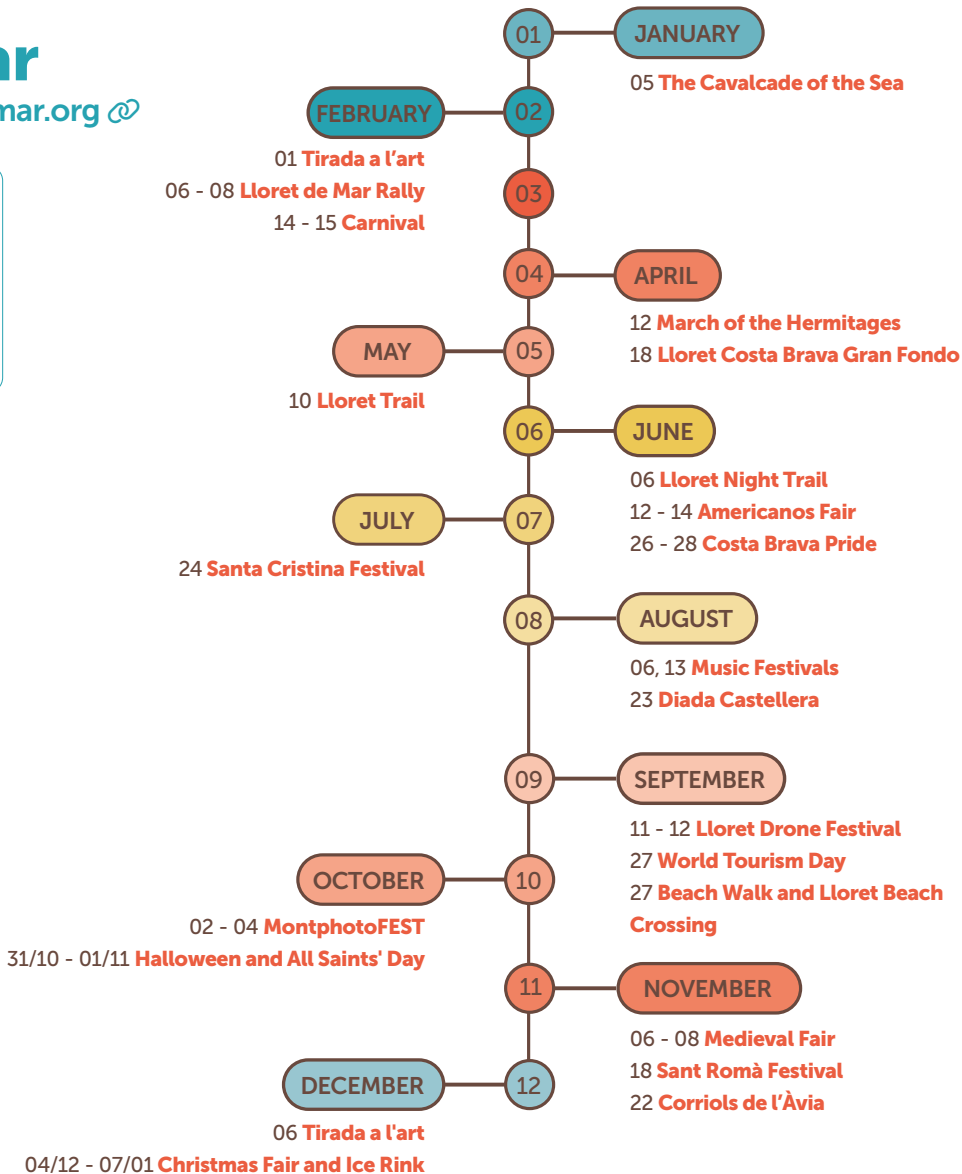 ar
mar.org
01
JANUARY
05 The Cavalcade of the Sea
FEBRUARY
02
01 Tirada a l’art
06 - 08 Lloret de Mar Rally
14 - 15 Carnival
03
04
APRIL
12 March of the Hermitages
18 Lloret Costa Brava Gran Fondo
MAY
05
10 Lloret Trail
06
JUNE
06 Lloret Night Trail
12 - 14 Americanos Fair
26 - 28 Costa Brava Pride
JULY
07
24 Santa Cristina Festival
08
AUGUST
06, 13 Music Festivals
23 Diada Castellera
09
SEPTEMBER
11 - 12 Lloret Drone Festival
27 World Tourism Day
27 Beach Walk and Lloret Beach
Crossing
OCTOBER
10
02 - 04 MontphotoFEST
31/10 - 01/11 Halloween and All Saints' Day
11
NOVEMBER
06 - 08 Medieval Fair
18 Sant Romà Festival
22 Corriols de l’Àvia
DECEMBER
12
06 Tirada a l'art
04/12 - 07/01 Christmas Fair and Ice Rink